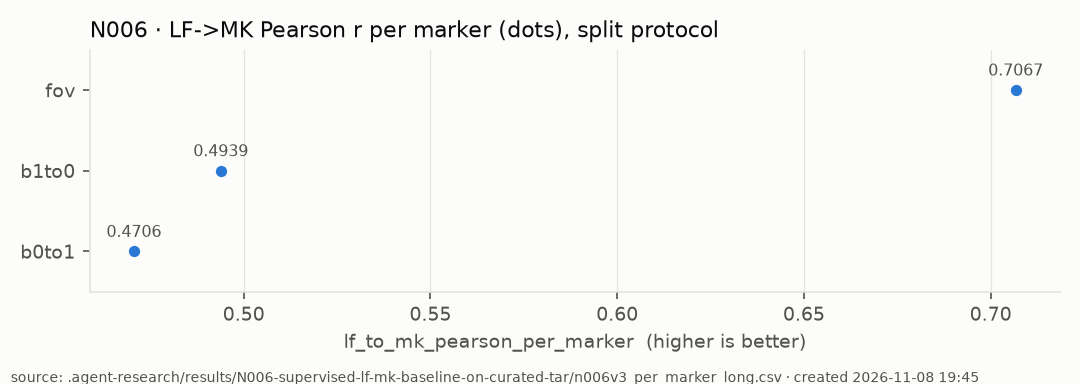 N006 · LF->MK Pearson r per marker (dots), split protocol
fov
0.7067
b1to0
0.4939
b0to1
0.4706
0.50 0.55 0.60 0.65 0.70
lf_to_mk_pearson_per_marker (higher is better)
source: .agent-research/results/N006-supervised-lf-mk-baseline-on-curated-tar/n006v3_per_marker_long.csv · created 2026-11-08 19:45